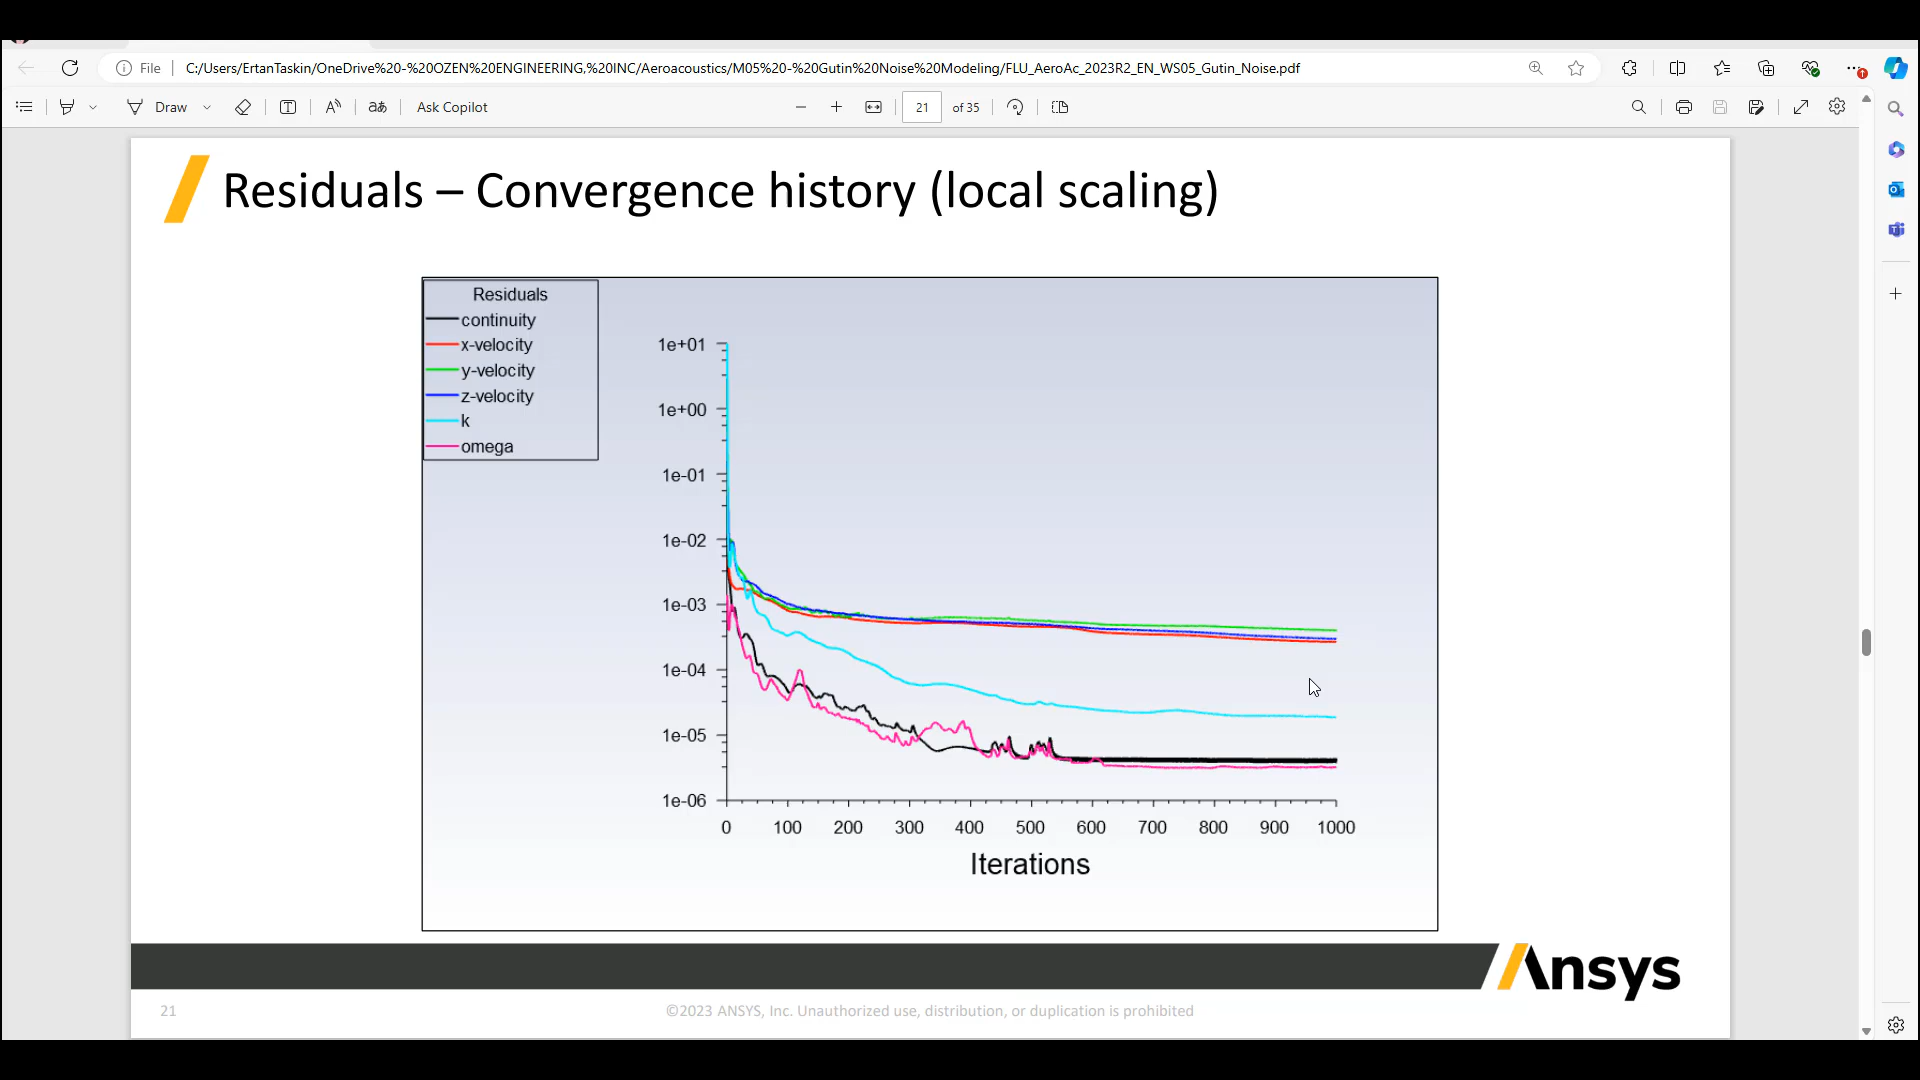 File
C:/Users/ErtanTaskin/OneDrive%20-%20OZEN%20ENGINEERING,%20INC/Aeroacoustics/M05%20-%20Gutin%20Noise%20Modeling/FLU_AeroAc_2023R2_EN_WS05_Gutin_Noise.pdf
Draw
Ask Copilot
21 of 35
Residuals – Convergence history (local scaling)
Residuals
continuity
x-velocity
y-velocity
z-velocity
k
omega
1e+01
1e+00
1e-01
1e-02
1e-03
1e-04
1e-05
1e-06
0 100 200 300 400 500 600 700 800 900 1000
Iterations
Ansys
21
©2023 ANSYS, Inc. Unauthorized use, distribution, or duplication is prohibited